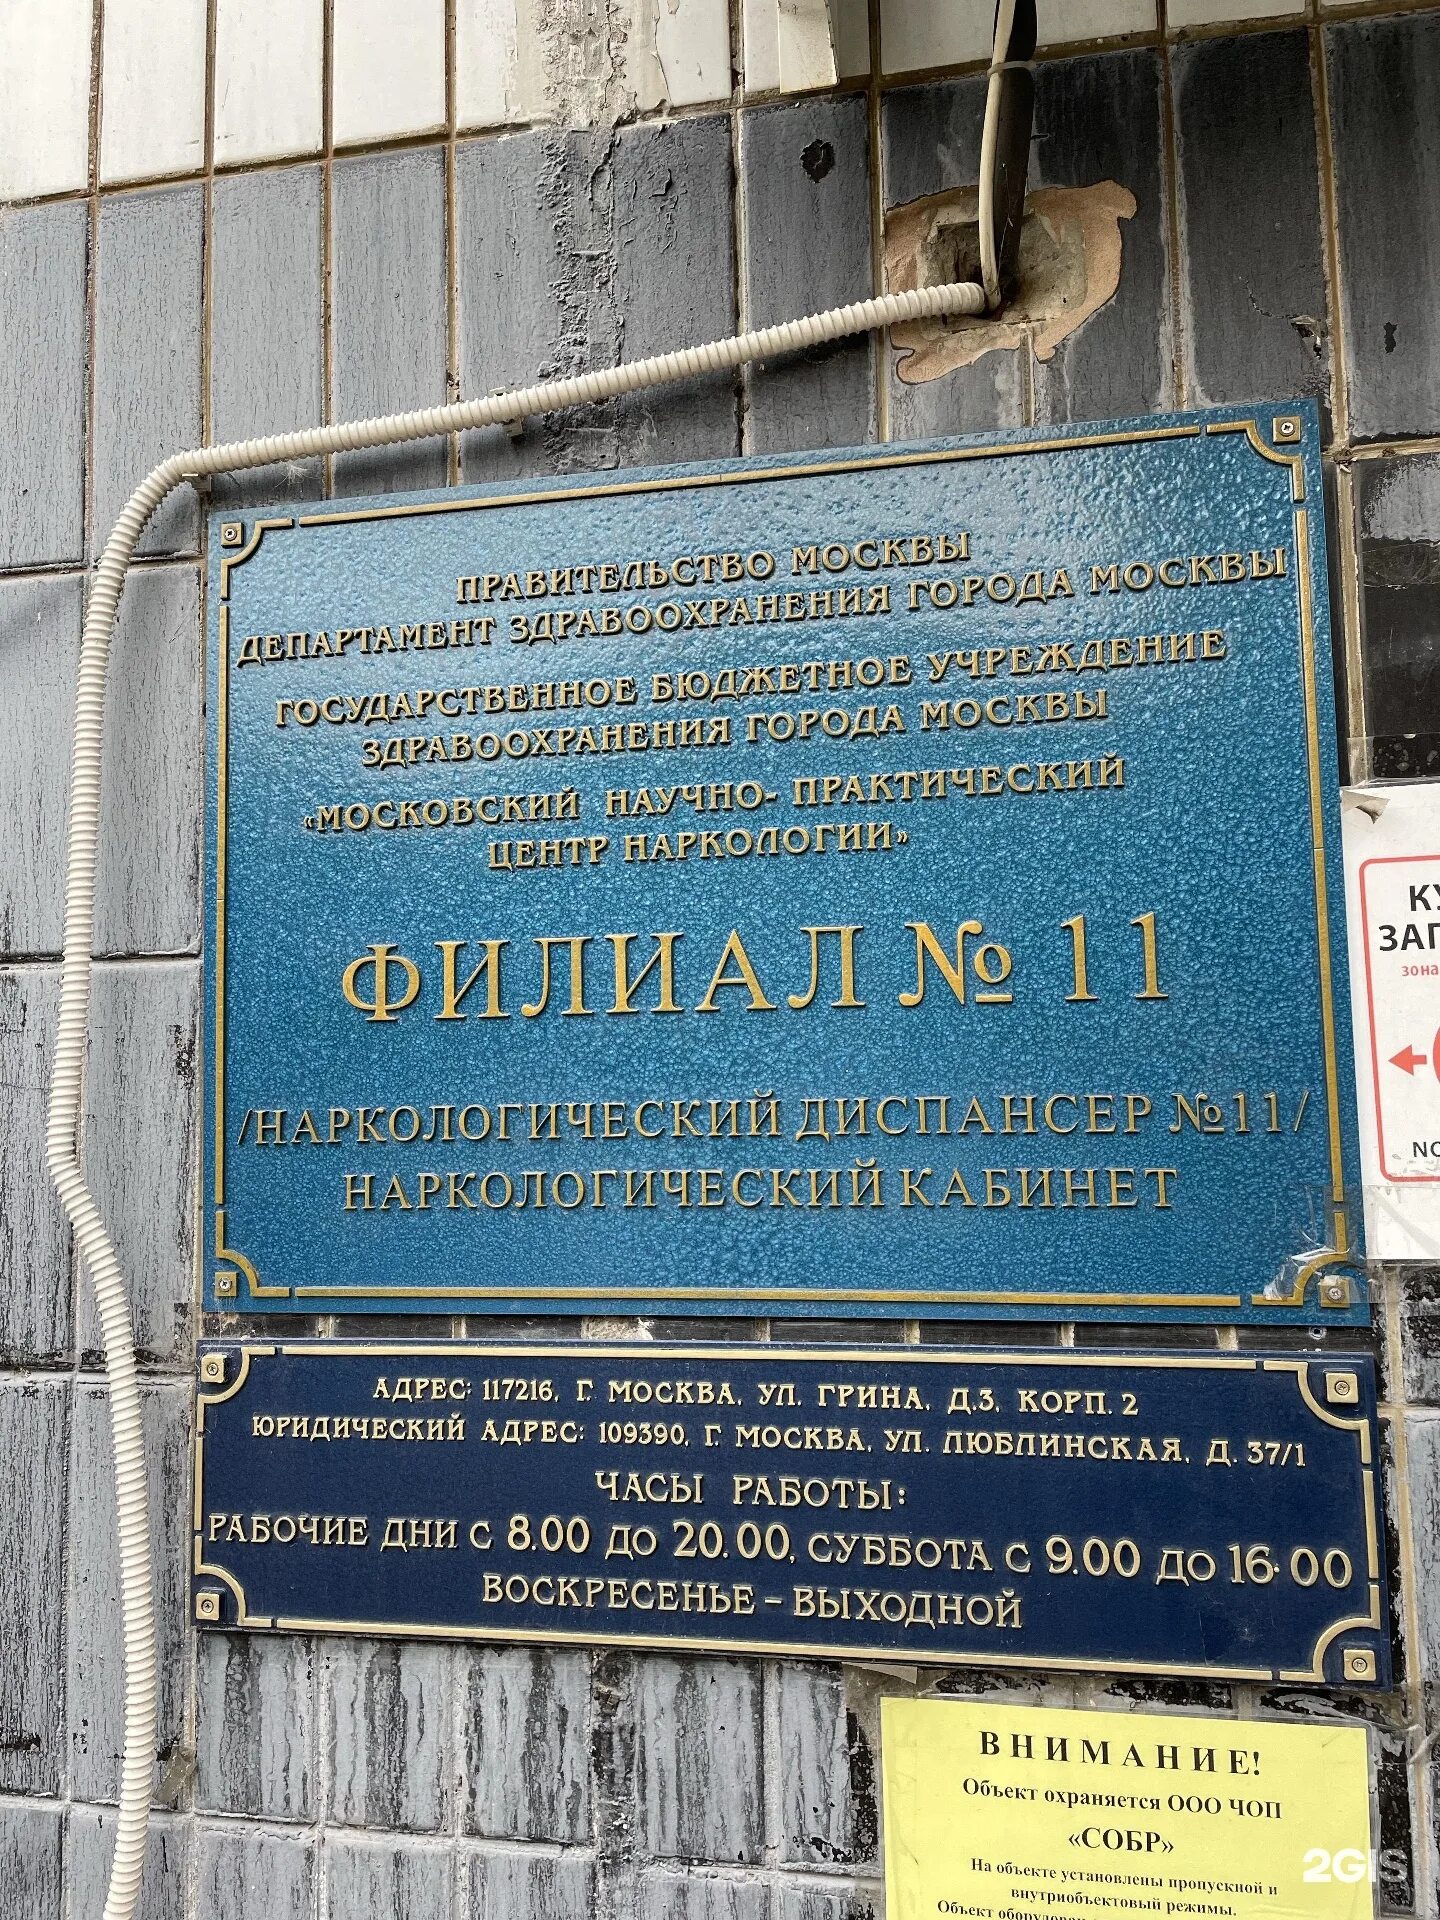 ПРАВИТЕЛЬСТВО МОСКВЫ
ДЕПАРТАМЕНТ ЗДРАВООХРАНЕНИЯ ГОРОДА МОСКВЫ
ГОСУДАРСТВЕННОЕ БЮДЖЕТНОЕ УЧРЕЖДЕНИЕ
ЗДРАВООХРАНЕНИЯ ГОРОДА МОСКВЫ
«МОСКОВСКИЙ НАУЧНО- ПРАКТИЧЕСКИЙ
ЦЕНТР НАРКОЛОГИИ»
ФИЛИАЛ № 11
/НАРКОЛОГИЧЕСКИЙ ДИСПАНСЕР №11/
НАРКОЛОГИЧЕСКИЙ КАБИНЕТ
АДРЕС: 117216, Г. МОСКВА, УЛ. ГРИНА, Д.3, КОРП. 2
ЮРИДИЧЕСКИЙ АДРЕС: 109390, Г. МОСКВА, УЛ. ЛЮБЛИНСКАЯ, Д. 37/1
ЧАСЫ РАБОТЫ:
РАБОЧИЕ ДНИ С 8.00 ДО 20.00, СУББОТА С 9.00 ДО 16.00
ВОСКРЕСЕНЬЕ – ВЫХОДНОЙ
зона
NO
ВНИМАНИЕ!
Объект охраняется ООО ЧОП
«СОБР»
На объекте установлены пропускной и
внутриобъектовый режимы.
Объект
2GIS